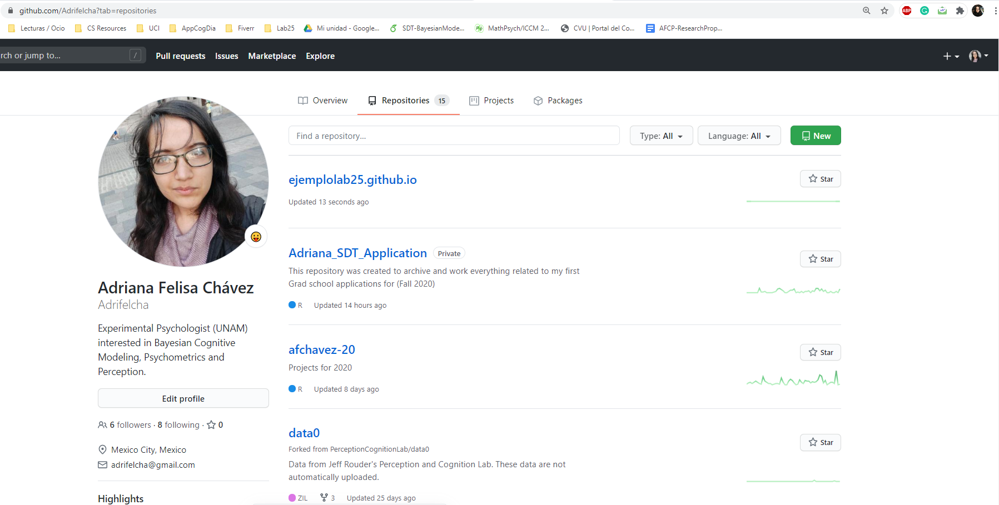 github.com/Adrifelcha?tab=repositories
ABP
Lecturas / Ocio
CS Resources
UCI
AppCogDia
Fiverr
Lab25
Mi unidad - Google...
SDT-BayesianMode...
MathPsych/ICCM 2...
CVU | Portal del Co...
AFCP-ResearchProp...
rch or jump to...
/
Pull requests
Issues
Marketplace
Explore
Overview
Repositories 15
Projects
Packages
Find a repository...
Type: All
Language: All
New
ejemplolab25.github.io
Star
Updated 13 seconds ago
Adriana_SDT_Application
Private
Star
This repository was created to archive and work everything related to my first
Grad school applications for (Fall 2020)
R
Updated 14 hours ago
afchavez-20
Star
Projects for 2020
R
Updated 8 days ago
data0
Star
Forked from PerceptionCognitionLab/data0
Data from Jeff Rouder's Perception and Cognition Lab. These data are not
automatically uploaded.
ZIL
3
Updated 25 days ago
Adriana Felisa Chávez
Adrifelcha
Experimental Psychologist (UNAM)
interested in Bayesian Cognitive
Modeling, Psychometrics and
Perception.
Edit profile
6 followers · 8 following · 0
Mexico City, Mexico
adrifelcha@gmail.com
Highlights